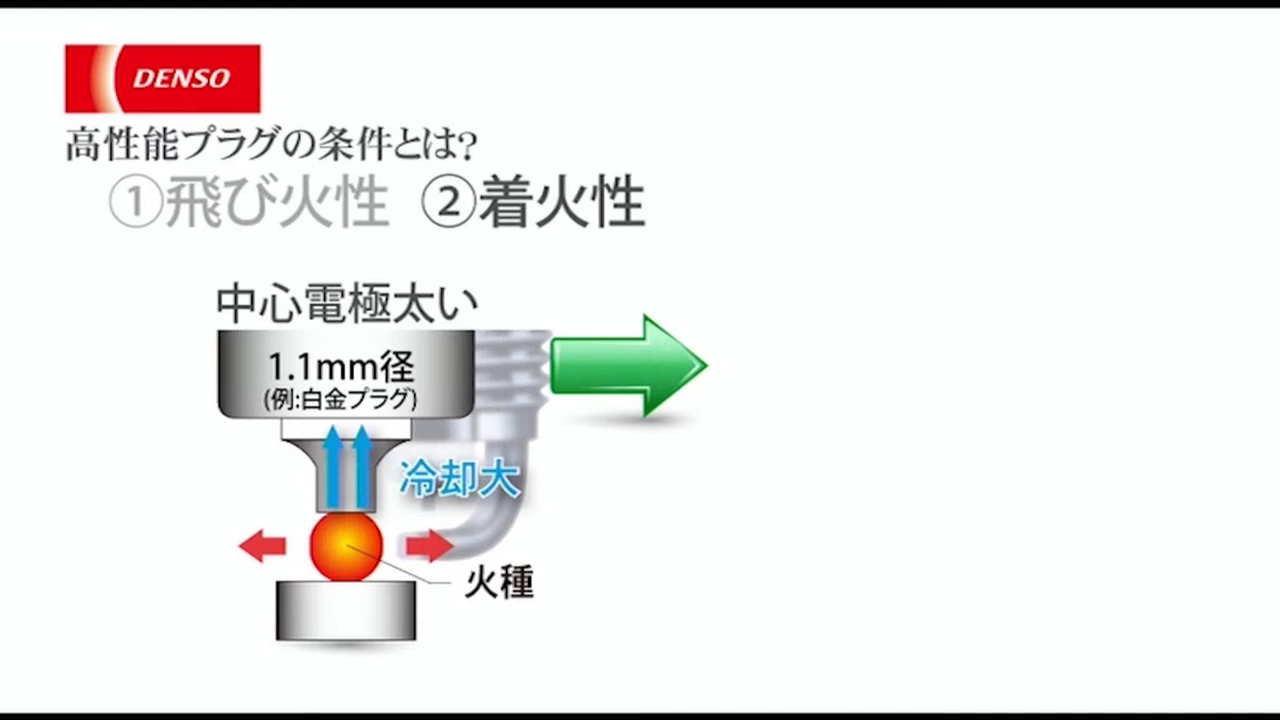 DENSO
高性能プラグの条件とは?
①飛び火性 ②着火性
中心電極太い
1.1mm径
(例:白金プラグ)
冷却大
火種